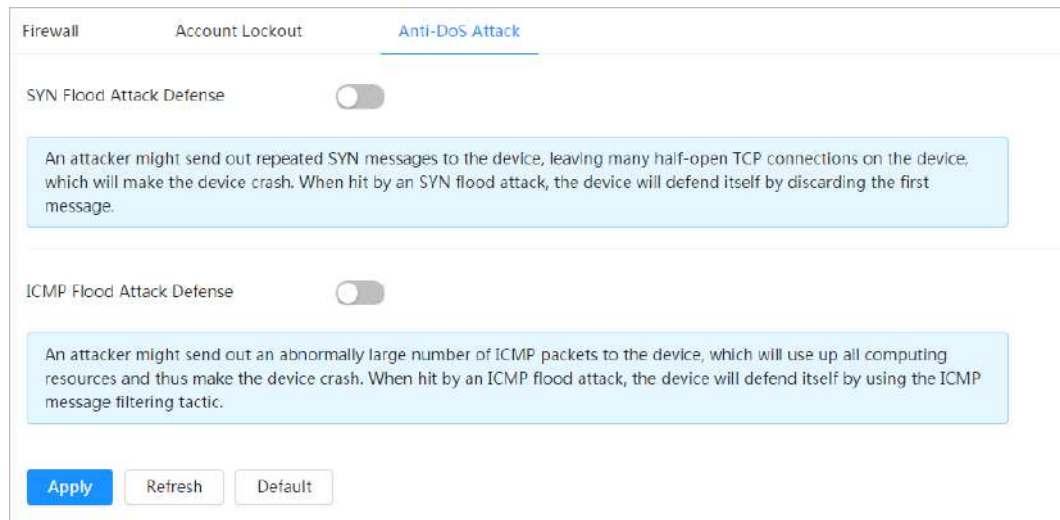 Firewall Account Lockout Anti-DoS Attack
SYN Flood Attack Defense
An attacker might send out repeated SYN messages to the device, leaving many half-open TCP connections on the device,
which will make the device crash. When hit by an SYN flood attack, the device will defend itself by discarding the first
message.
ICMP Flood Attack Defense
An attacker might send out an abnormally large number of ICMP packets to the device, which will use up all computing
resources and thus make the device crash. When hit by an ICMP flood attack, the device will defend itself by using the ICMP
message filtering tactic.
Apply Refresh Default